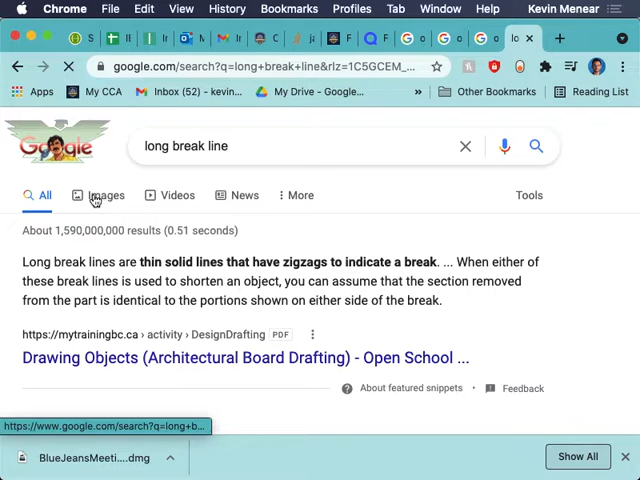 Chrome File Edit View History Bookmarks Profiles Tab Window Help Kevin Menear
google.com/search?q=long+break+line&rlz=1C5GCEM_...
Apps My CCA Inbox (52) - kevin... My Drive - Google... » Other Bookmarks Reading List
Google
long break line
All Images Videos News More Tools
About 1,590,000,000 results (0.51 seconds)
Long break lines are thin solid lines that have zigzags to indicate a break. ... When either of
these break lines is used to shorten an object, you can assume that the section removed
from the part is identical to the portions shown on either side of the break.
https://mytrainingbc.ca › activity › DesignDrafting PDF
Drawing Objects (Architectural Board Drafting) - Open School ...
About featured snippets Feedback
https://www.google.com/search?q=long+b...
BlueJeansMeeti....dmg Show All